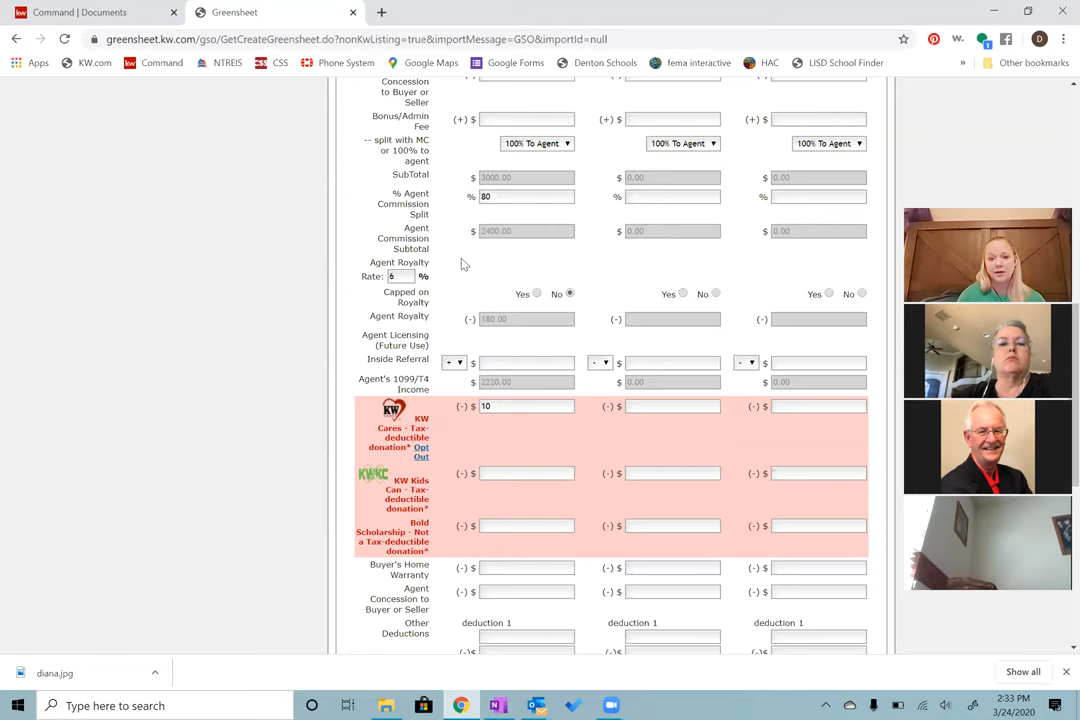 Command | Documents
Greensheet
greensheet.kw.com/gso/GetCreateGreensheet.do?nonKwListing=true&importMessage=GSO&importId=null
Apps KW.com Command NTREIS CSS Phone System Google Maps Google Forms Denton Schools fema interactive HAC LISD School Finder » Other bookmarks
Concession
to Buyer or
Seller
Bonus/Admin
Fee
(+) $ (+) $ (+) $
-- split with MC
or 100% to
agent
100% To Agent 100% To Agent 100% To Agent
SubTotal $ 3000.00 $ 0.00 $ 0.00
% Agent
Commission
Split
% 80 % %
Agent
Commission
Subtotal
$ 2400.00 $ 0.00 $ 0.00
Agent Royalty
Rate: 6 %
Capped on
Royalty
Yes No Yes No Yes No
Agent Royalty (-) 180.00 (-) (-)
Agent Licensing
(Future Use)
Inside Referral + $ - $ - $
Agent's 1099/T4
Income
$ 2220.00 $ 0.00 $ 0.00
KW
KW
Cares - Tax-
deductible
donation* Opt
Out
(-) $ 10 (-) $ (-) $
KWKC
KW Kids
Can - Tax-
deductible
donation*
(-) $ (-) $ (-) $
Bold
Scholarship - Not
a Tax-deductible
donation*
(-) $ (-) $ (-) $
Buyer's Home
Warranty
(-) $ (-) $ (-) $
Agent
Concession to
Buyer or Seller
(-) $ (-) $ (-) $
Other
Deductions
deduction 1 deduction 1 deduction 1
diana.jpg
Show all
Type here to search
2:33 PM
3/24/2020